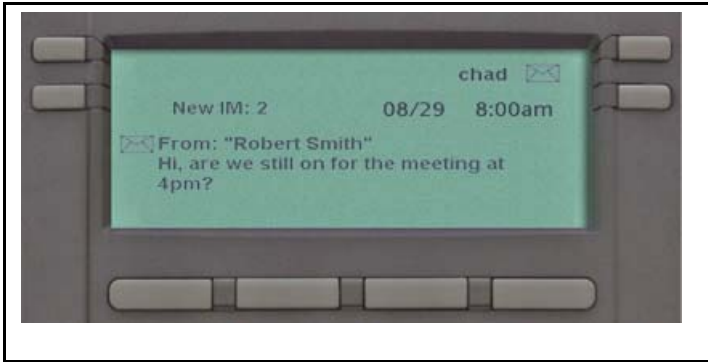 chad
New IM: 2 08/29 8:00am
From: "Robert Smith"
Hi, are we still on for the meeting at
4pm?